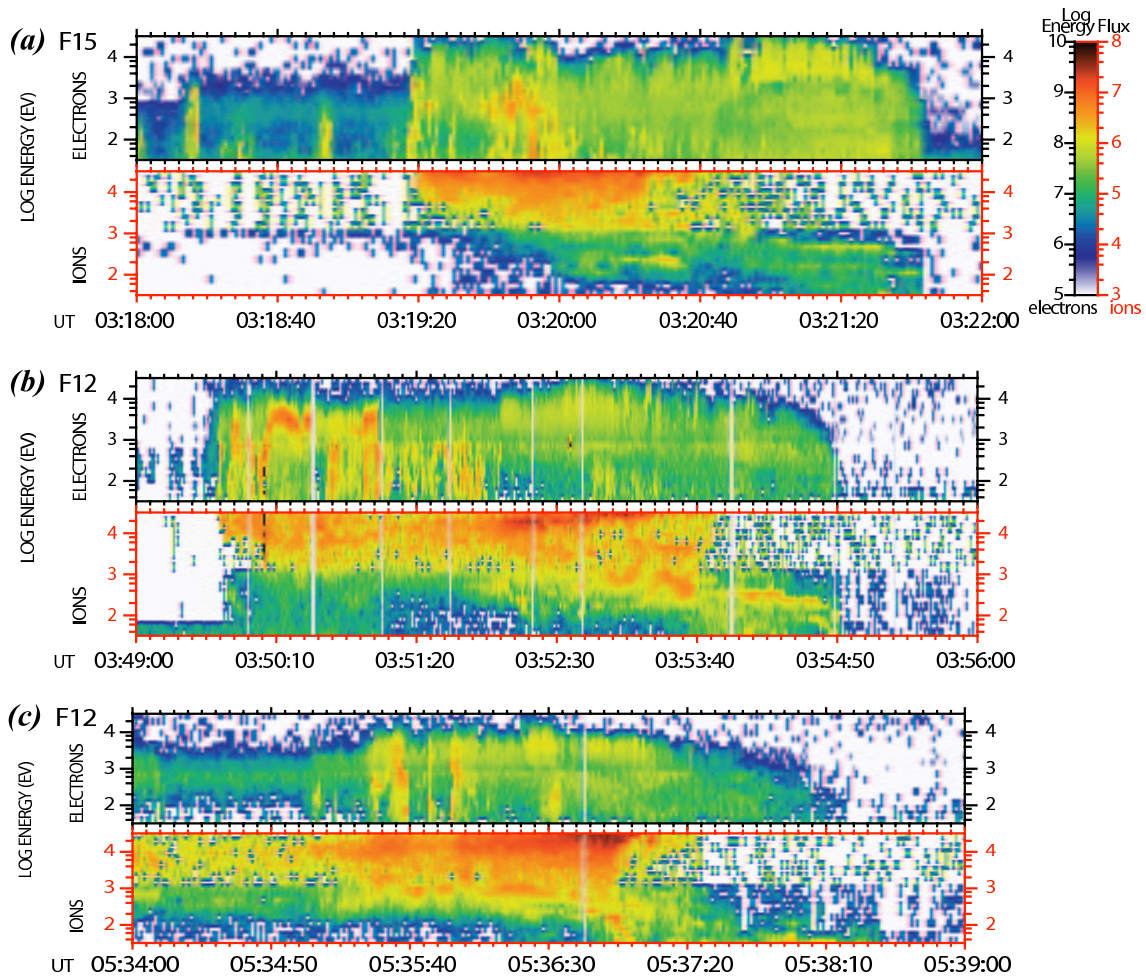 Log
Energy Flux
(a) F15
10 8
4 4
ELECTRONS
3 3
2 2
9 7
8 6
7 5
6 4
5 3
electrons ions
LOG ENERGY (EV)
4 4
3 3
IONS
2 2
UT 03:18:00 03:18:40 03:19:20 03:20:00 03:20:40 03:21:20 03:22:00
(b) F12
4 4
ELECTRONS
3 3
2 2
LOG ENERGY (EV)
4 4
3 3
IONS
2 2
UT 03:49:00 03:50:10 03:51:20 03:52:30 03:53:40 03:54:50 03:56:00
(c) F12
4 4
ELECTRONS
3 3
2 2
LOG ENERGY (EV)
4 4
3 3
IONS
2 2
UT 05:34:00 05:34:50 05:35:40 05:36:30 05:37:20 05:38:10 05:39:00